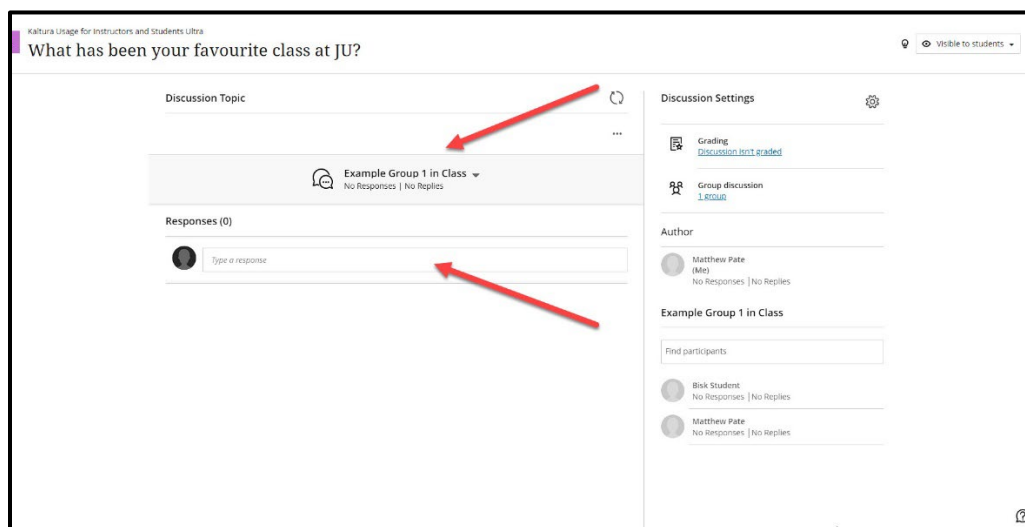 Kaltura Usage for Instructors and Students Ultra
What has been your favourite class at JU?
Visible to students
Discussion Topic
Example Group 1 in Class
No Responses | No Replies
Responses (0)
Type a response
Discussion Settings
Grading
Discussion isn't graded
Group discussion
1 group
Author
Matthew Pate
(Me)
No Responses | No Replies
Example Group 1 in Class
Find participants
Bisk Student
No Responses | No Replies
Matthew Pate
No Responses | No Replies